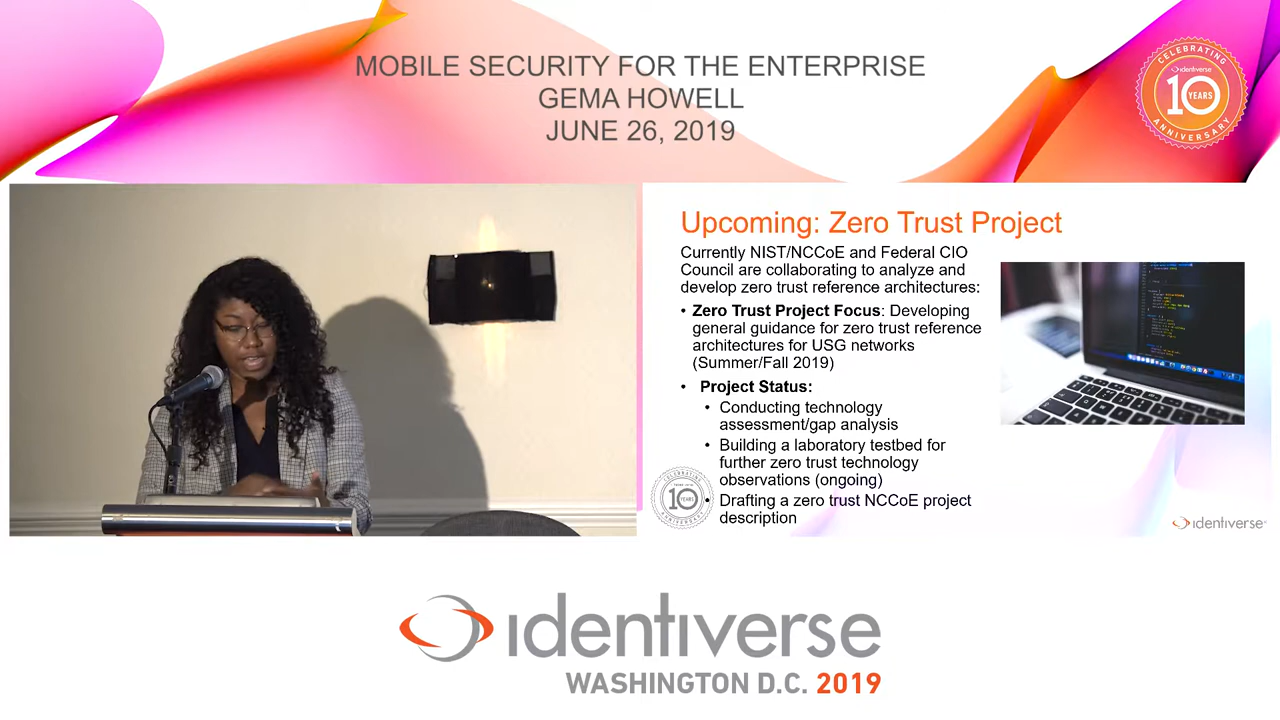 MOBILE SECURITY FOR THE ENTERPRISE
GEMA HOWELL
JUNE 26, 2019
CELEBRATING
identiverse
10 YEARS
ANNIVERSARY
Upcoming: Zero Trust Project
Currently NIST/NCCoE and Federal CIO
Council are collaborating to analyze and
develop zero trust reference architectures:
• Zero Trust Project Focus: Developing
general guidance for zero trust reference
architectures for USG networks
(Summer/Fall 2019)
• Project Status:
• Conducting technology
assessment/gap analysis
• Building a laboratory testbed for
further zero trust technology
observations (ongoing)
• Drafting a zero trust NCCoE project
description
CELEBRATING
10 YEARS
ANNIVERSARY
identiverse
identiverse
WASHINGTON D.C. 2019